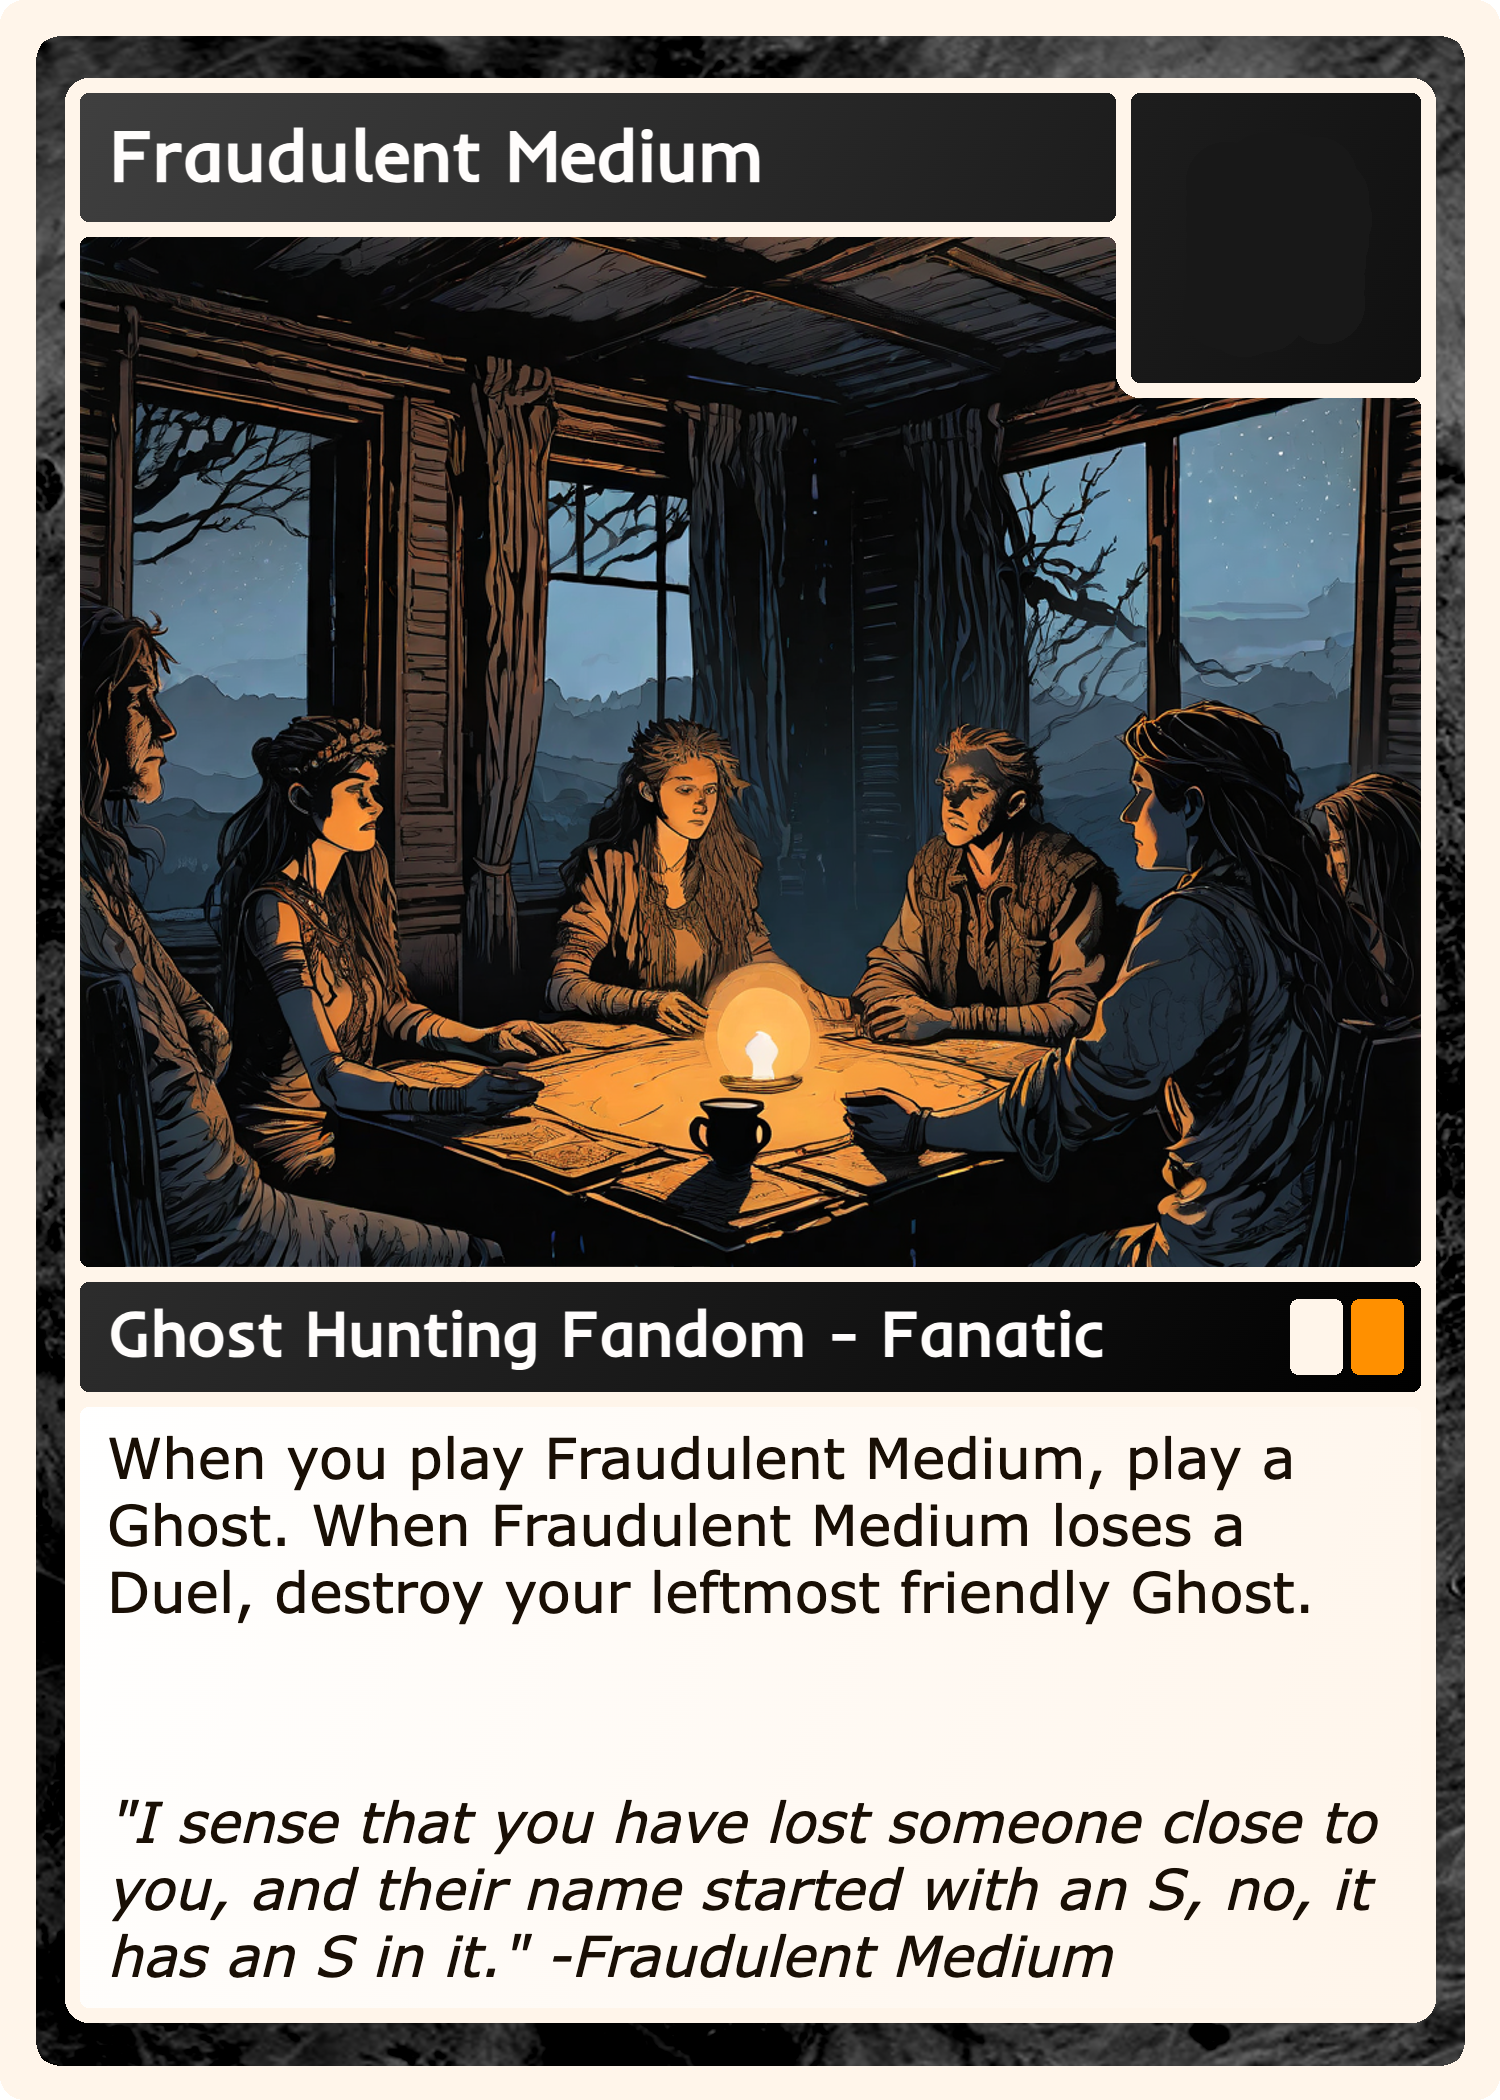 Fraudulent Medium
Ghost Hunting Fandom - Fanatic
When you play Fraudulent Medium, play a
Ghost. When Fraudulent Medium loses a
Duel, destroy your leftmost friendly Ghost.
"I sense that you have lost someone close to
you, and their name started with an S, no, it
has an S in it." -Fraudulent Medium